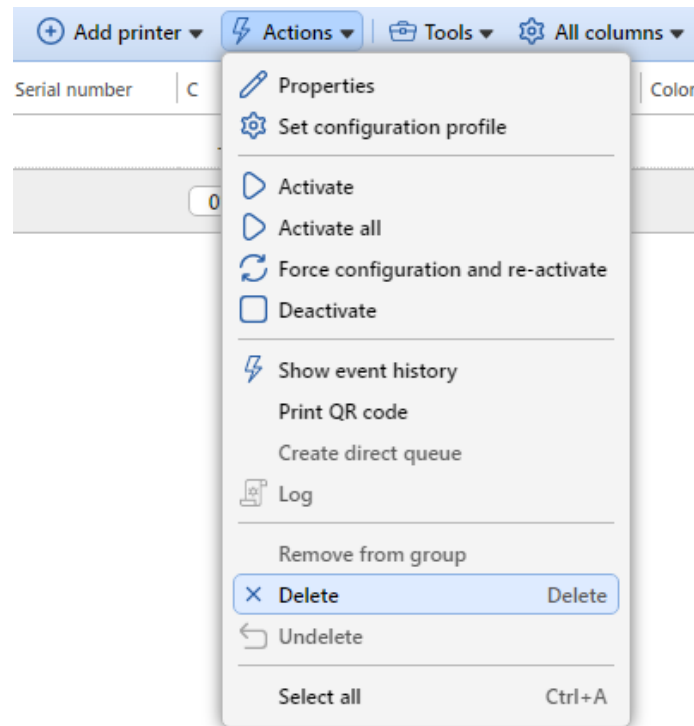 Add printer Actions Tools All columns
Serial number C Color
Properties
Set configuration profile
0
Activate
Activate all
Force configuration and re-activate
Deactivate
Show event history
Print QR code
Create direct queue
Log
Remove from group
Delete Delete
Undelete
Select all Ctrl+A